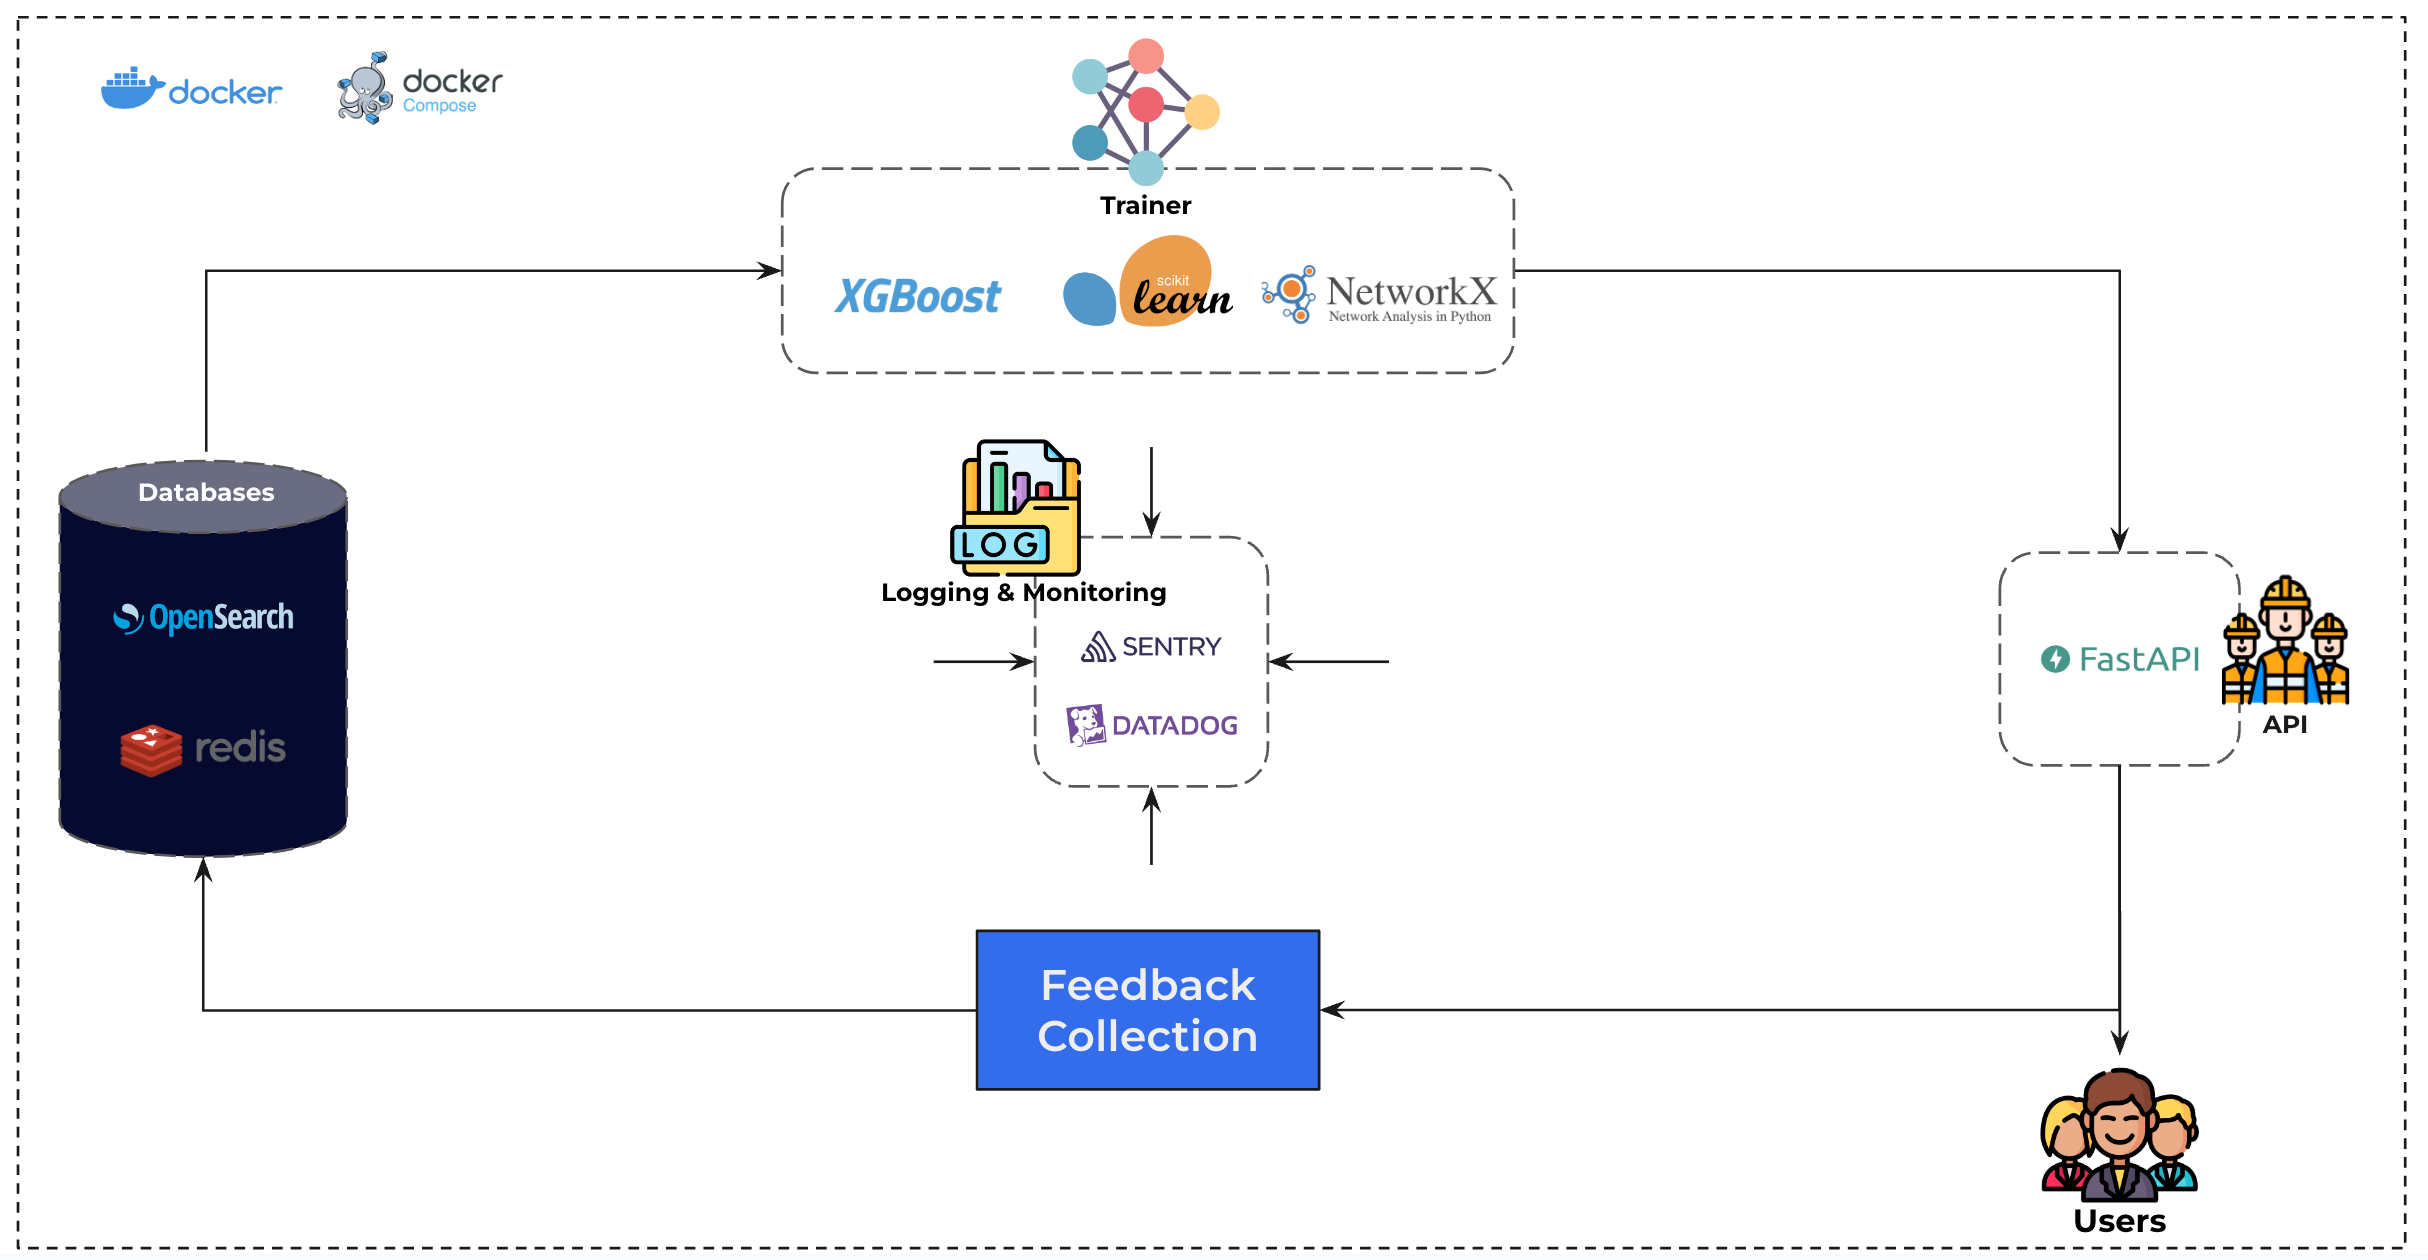 docker
docker
Compose
Trainer
XGBoost
scikit
learn
NetworkX
Network Analysis in Python
Databases
OpenSearch
redis
LOG
Logging & Monitoring
SENTRY
DATADOG
FastAPI
API
Feedback
Collection
Users